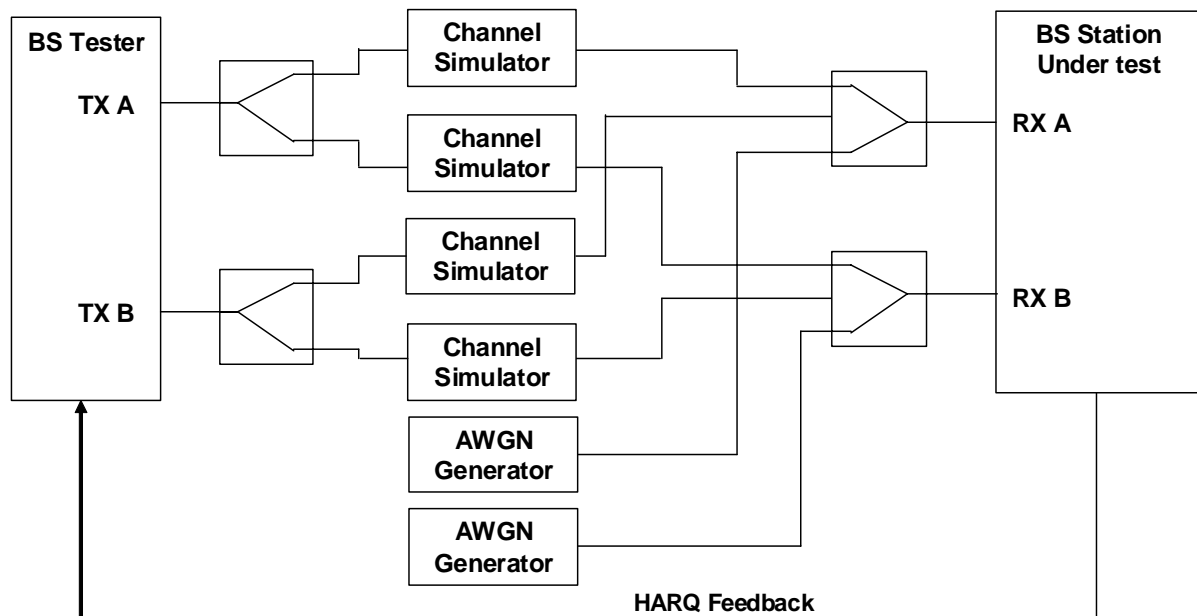 BS Tester
TX A
TX B
Channel
Simulator
Channel
Simulator
Channel
Simulator
Channel
Simulator
AWGN
Generator
AWGN
Generator
BS Station
Under test
RX A
RX B
HARQ Feedback